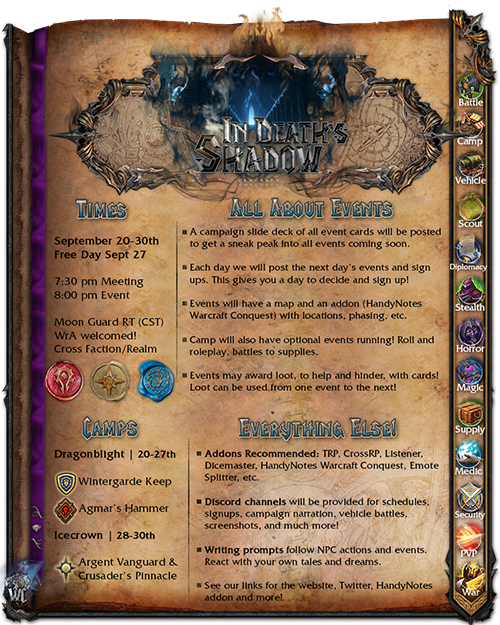 In Death's
Shadow
Times
September 20-30th
Free Day Sept 27
7:30 pm Meeting
8:00 pm Event
Moon Guard RT (CST)
WrA welcomed!
Cross Faction/Realm
All About Events
▪ A campaign slide deck of all event cards will be posted
to get a sneak peak into all events coming soon.
▪ Each day we will post the next day's events and sign
ups. This gives you a day to decide and sign up!
▪ Events will have a map and an addon (HandyNotes
Warcraft Conquest) with locations, phasing, etc.
▪ Camp will also have optional events running! Roll and
roleplay, battles to supplies.
▪ Events may award loot, to help and hinder, with cards!
Loot can be used from one event to the next!
Camps
Dragonblight | 20-27th
Wintergarde Keep
Agmar's Hammer
Icecrown | 28-30th
Argent Vanguard &
Crusader's Pinnacle
Everything Else!
▪ Addons Recommended: TRP, CrossRP, Listener,
Dicemaster, HandyNotes Warcraft Conquest, Emote
Splitter, etc.
▪ Discord channels will be provided for schedules,
signups, campaign narration, vehicle battles,
screenshots, and much more!
▪ Writing prompts follow NPC actions and events.
React with your own tales and dreams.
▪ See our links for the website, Twitter, HandyNotes
addon and more!
Battle
Camp
Vehicle
Scout
Diplomacy
Stealth
Horror
Magic
Supply
Medic
Security
PVP
War
WC